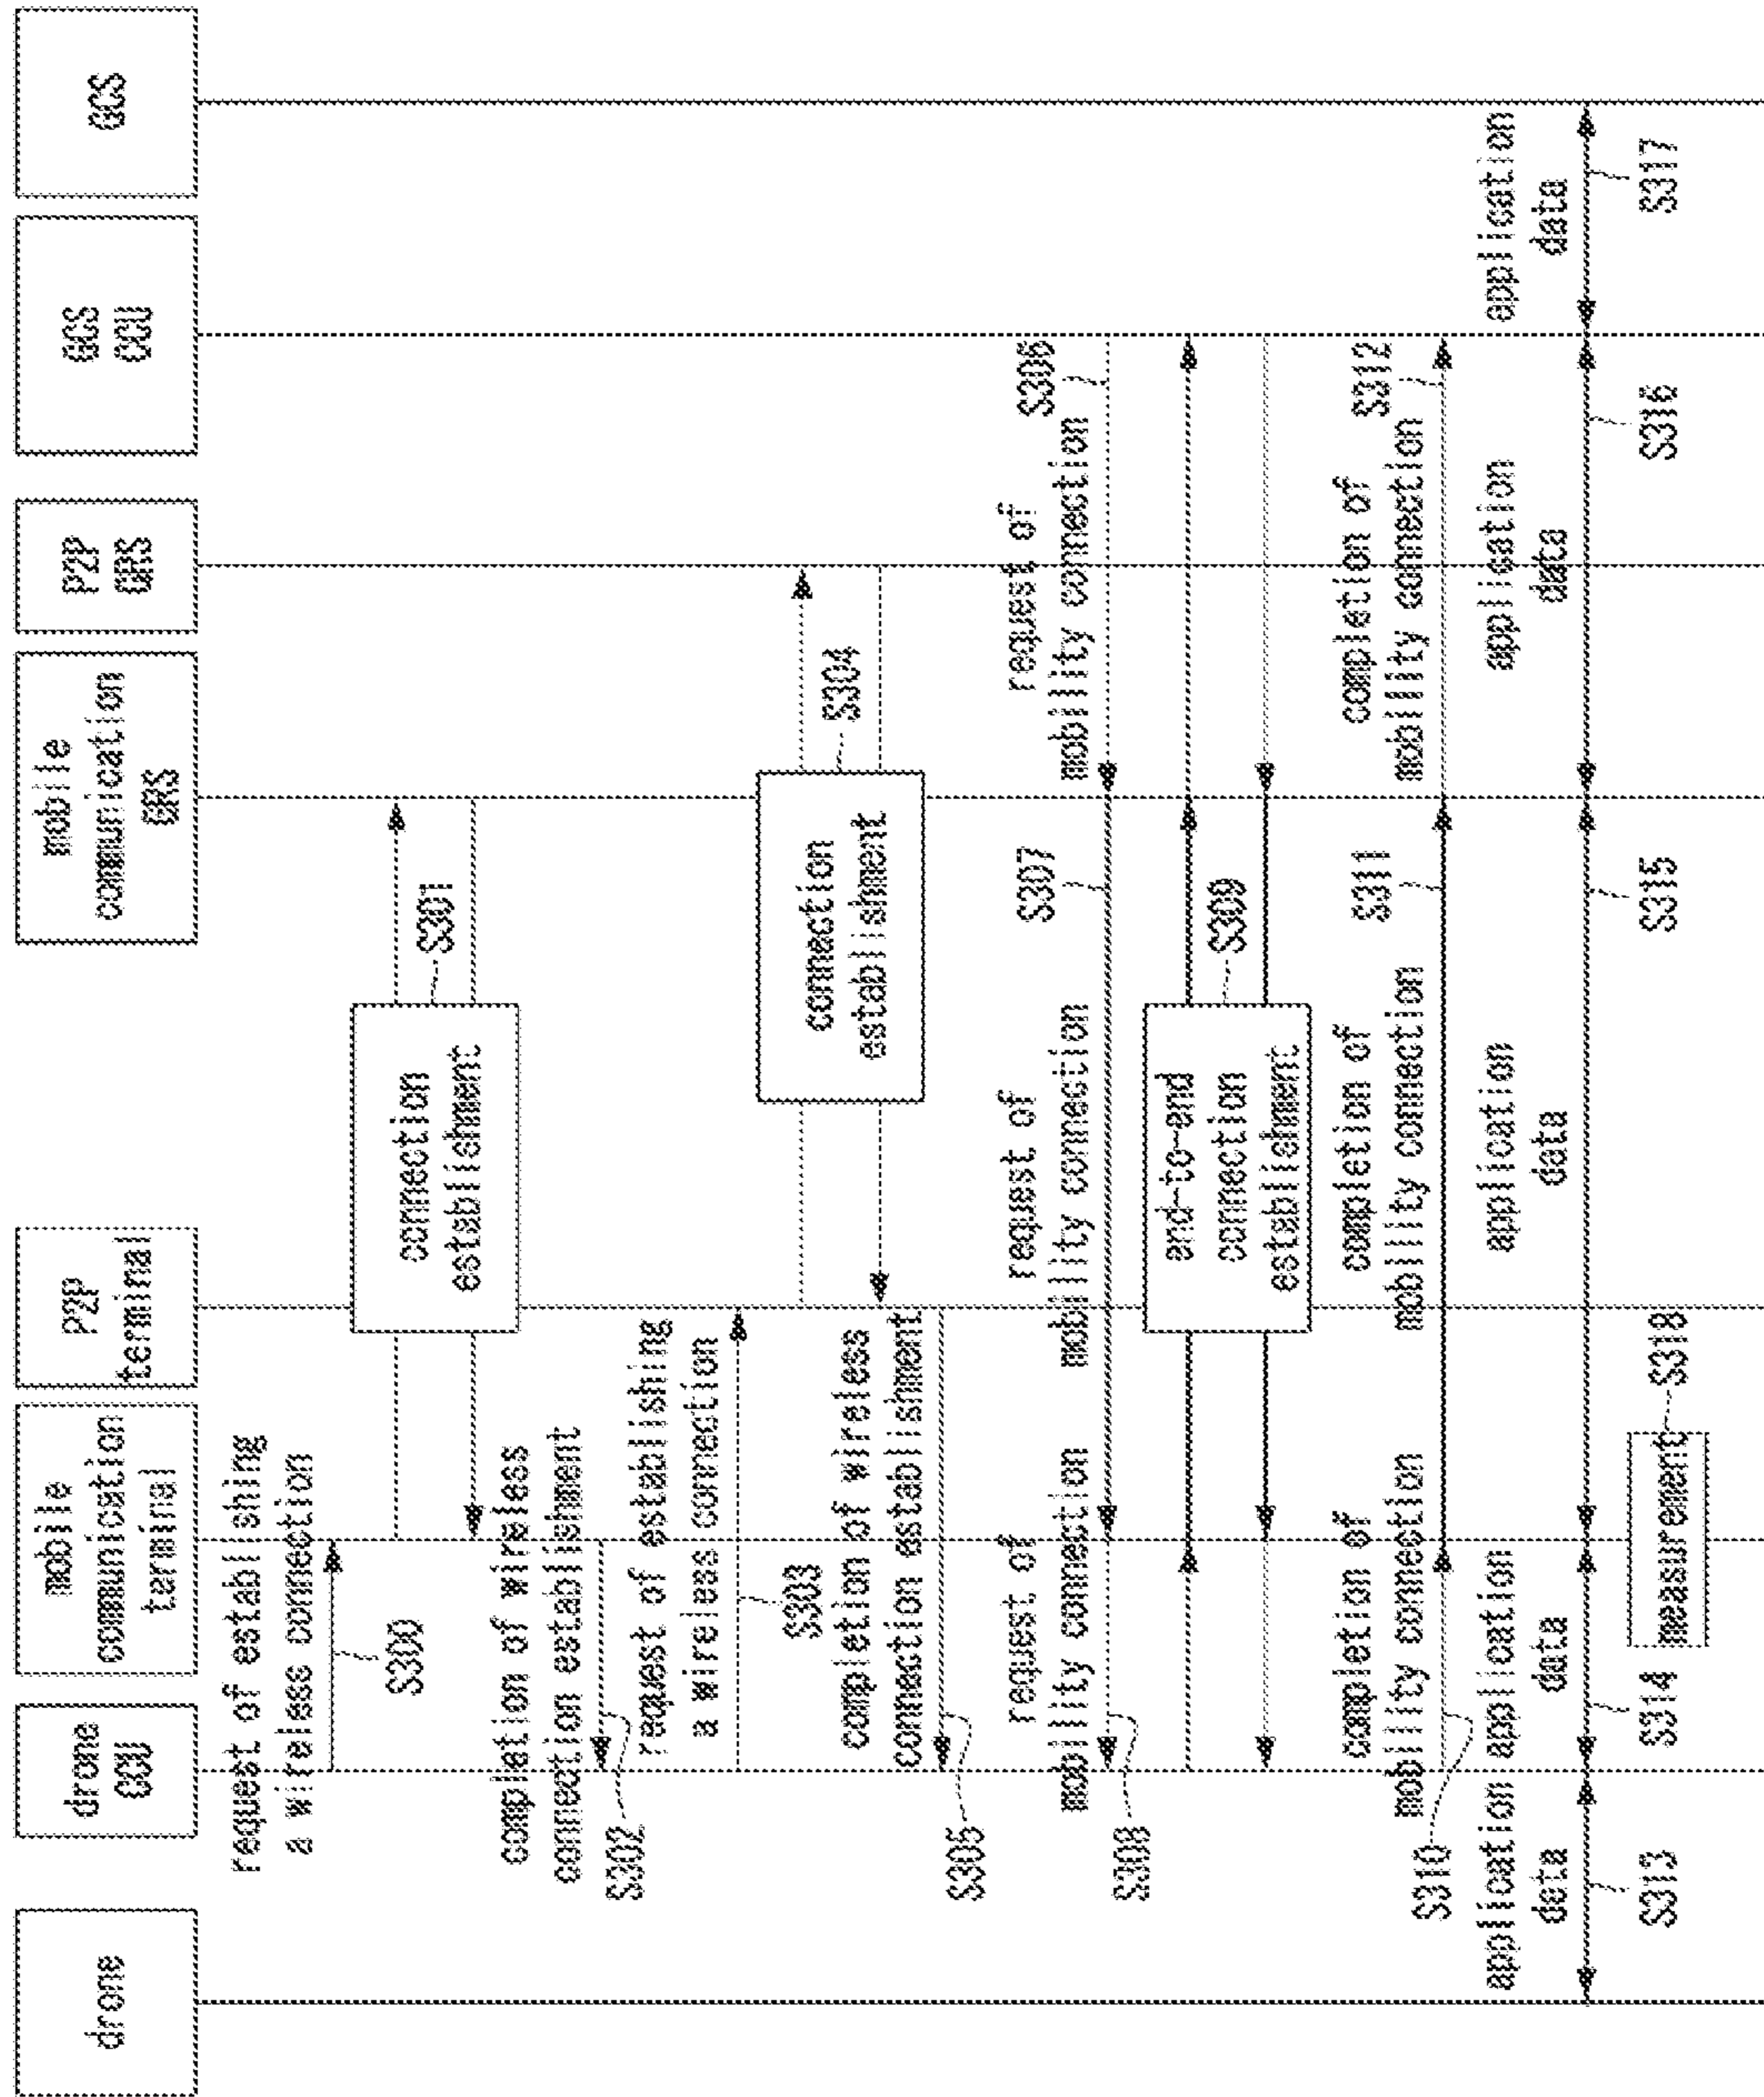 drone
drone
CCU
mobile
communication
terminal
P2P
terminal
mobile
communication
GRS
P2P
GRS
GCS
CCU
GCS
request of establishing
a wireless connection
S300
connection
establishment
S301
completion of wireless
connection establishment
S302
request of establishing
a wireless connection
S303
connection
establishment
S304
completion of wireless
connection establishment
S305
request of
mobility connection
S308
request of
mobility connection
S307
request of
mobility connection
S306
end-to-end
connection
establishment
S309
completion of
mobility connection
S310
completion of
mobility connection
S311
completion of
mobility connection
S312
application
data
S313
application
data
S314
application
data
S315
application
data
S316
application
data
S317
measurement
S318